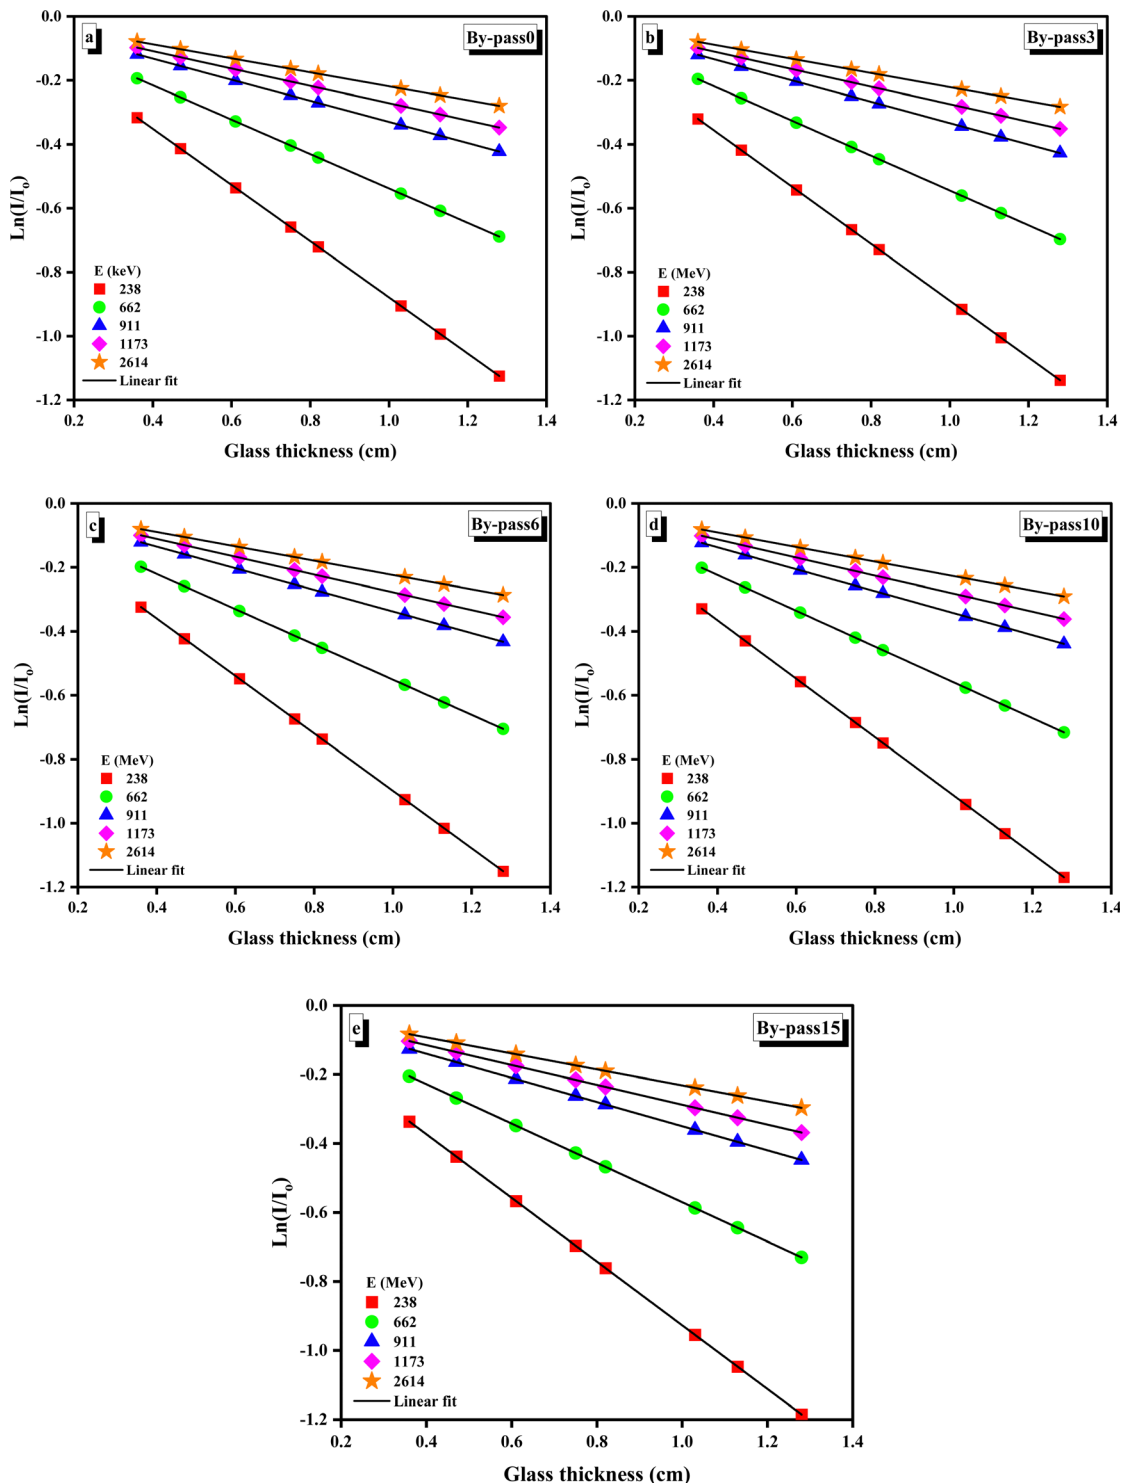 a
By-pass0
0.0
-0.2
-0.4
-0.6
-0.8
-1.0
-1.2
Ln(I/I₀)
E (keV)
238
662
911
1173
2614
Linear fit
0.2 0.4 0.6 0.8 1.0 1.2 1.4
Glass thickness (cm)
b
By-pass3
0.0
-0.2
-0.4
-0.6
-0.8
-1.0
-1.2
Ln(I/I₀)
E (MeV)
238
662
911
1173
2614
Linear fit
0.2 0.4 0.6 0.8 1.0 1.2 1.4
Glass thickness (cm)
c
By-pass6
0.0
-0.2
-0.4
-0.6
-0.8
-1.0
-1.2
Ln(I/I₀)
E (MeV)
238
662
911
1173
2614
Linear fit
0.2 0.4 0.6 0.8 1.0 1.2 1.4
Glass thickness (cm)
d
By-pass10
0.0
-0.2
-0.4
-0.6
-0.8
-1.0
-1.2
Ln(I/I₀)
E (MeV)
238
662
911
1173
2614
Linear fit
0.2 0.4 0.6 0.8 1.0 1.2 1.4
Glass thickness (cm)
e
By-pass15
0.0
-0.2
-0.4
-0.6
-0.8
-1.0
-1.2
Ln(I/I₀)
E (MeV)
238
662
911
1173
2614
Linear fit
0.2 0.4 0.6 0.8 1.0 1.2 1.4
Glass thickness (cm)